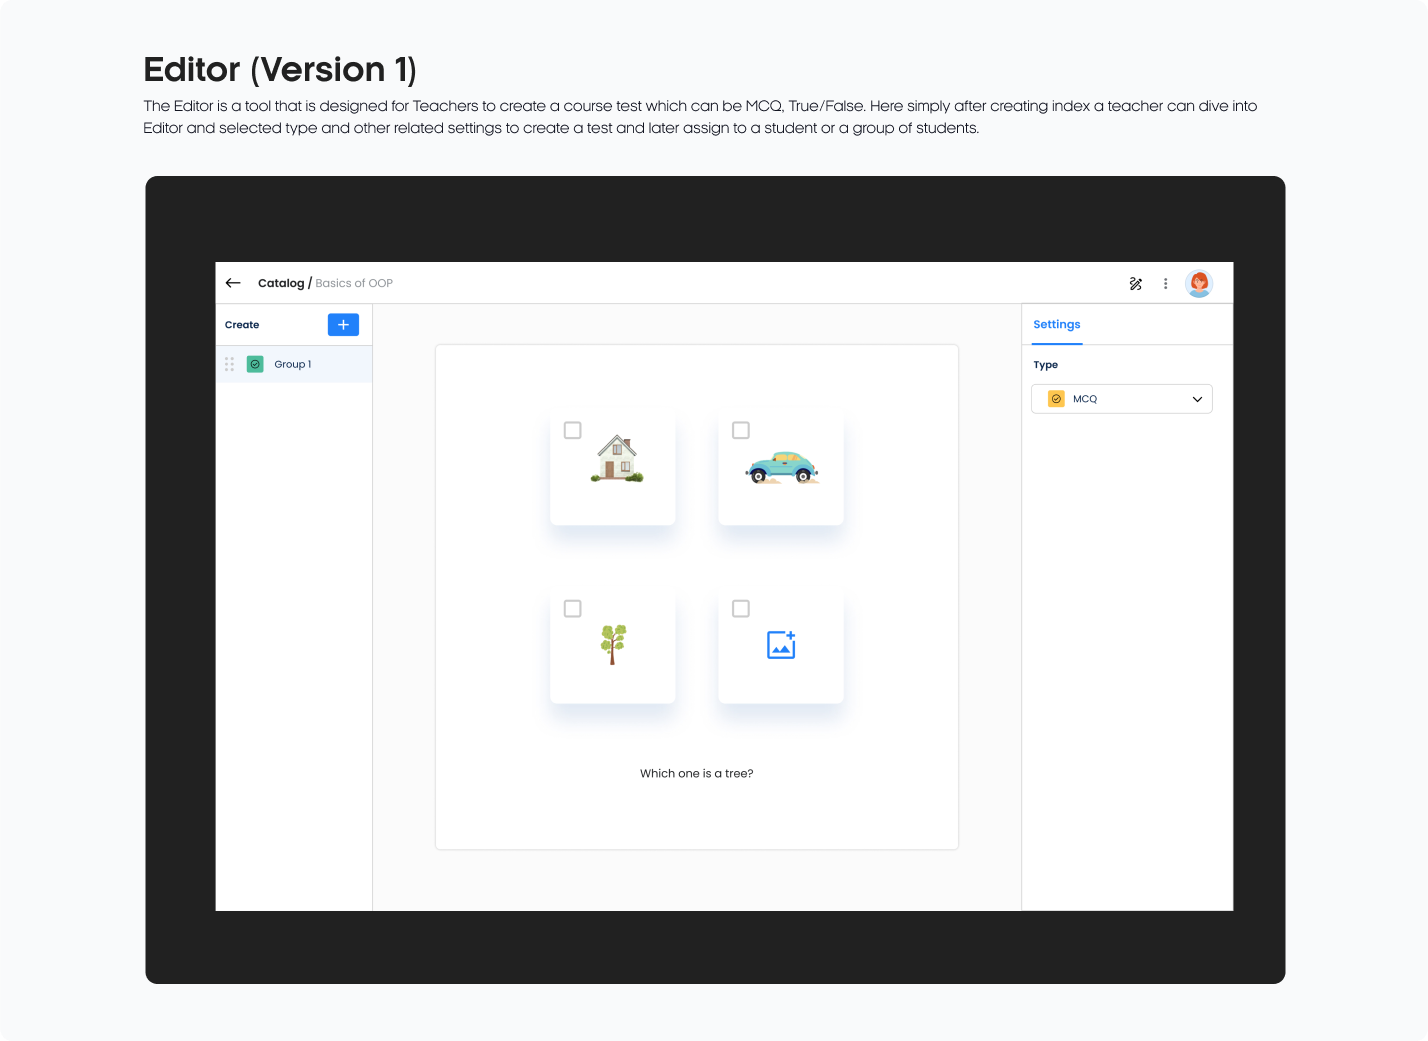 Editor (Version 1)
The Editor is a tool that is designed for Teachers to create a course test which can be MCQ, True/False. Here simply after creating index a teacher can dive into
Editor and selected type and other related settings to create a test and later assign to a student or a group of students.
Catalog / Basics of OOP
Create
Settings
Group 1
Type
MCQ
Which one is a tree?